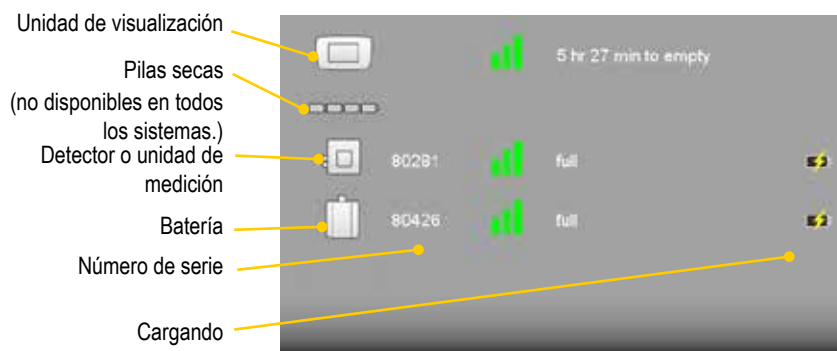 Unidad de visualización
5 hr 27 min to empty
Pilas secas
(no disponibles en todos
los sistemas.)
Detector o unidad de
medición
80281 full
Batería
80426 full
Número de serie
Cargando